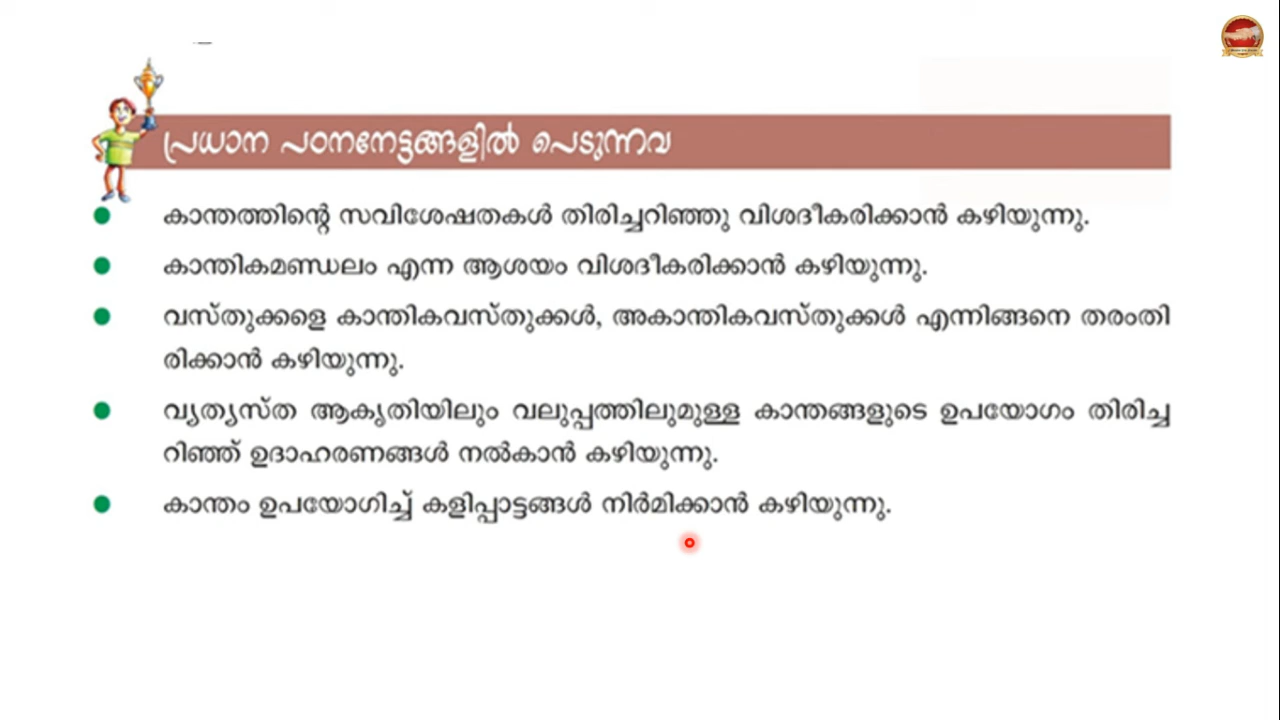 പ്രധാന പഠനനേട്ടങ്ങളിൽ പെടുന്നവ
കാന്തത്തിന്റെ സവിശേഷതകൾ തിരിച്ചറിഞ്ഞു വിശദീകരിക്കാൻ കഴിയുന്നു.
കാന്തികമണ്ഡലം എന്ന ആശയം വിശദീകരിക്കാൻ കഴിയുന്നു.
വസ്തുക്കളെ കാന്തികവസ്തുക്കൾ, അകാന്തികവസ്തുക്കൾ എന്നിങ്ങനെ തരംതി
രിക്കാൻ കഴിയുന്നു.
വ്യത്യസ്ത ആകൃതിയിലും വലുപ്പത്തിലുമുള്ള കാന്തങ്ങളുടെ ഉപയോഗം തിരിച്ച
റിഞ്ഞ് ഉദാഹരണങ്ങൾ നൽകാൻ കഴിയുന്നു.
കാന്തം ഉപയോഗിച്ച് കളിപ്പാട്ടങ്ങൾ നിർമിക്കാൻ കഴിയുന്നു.